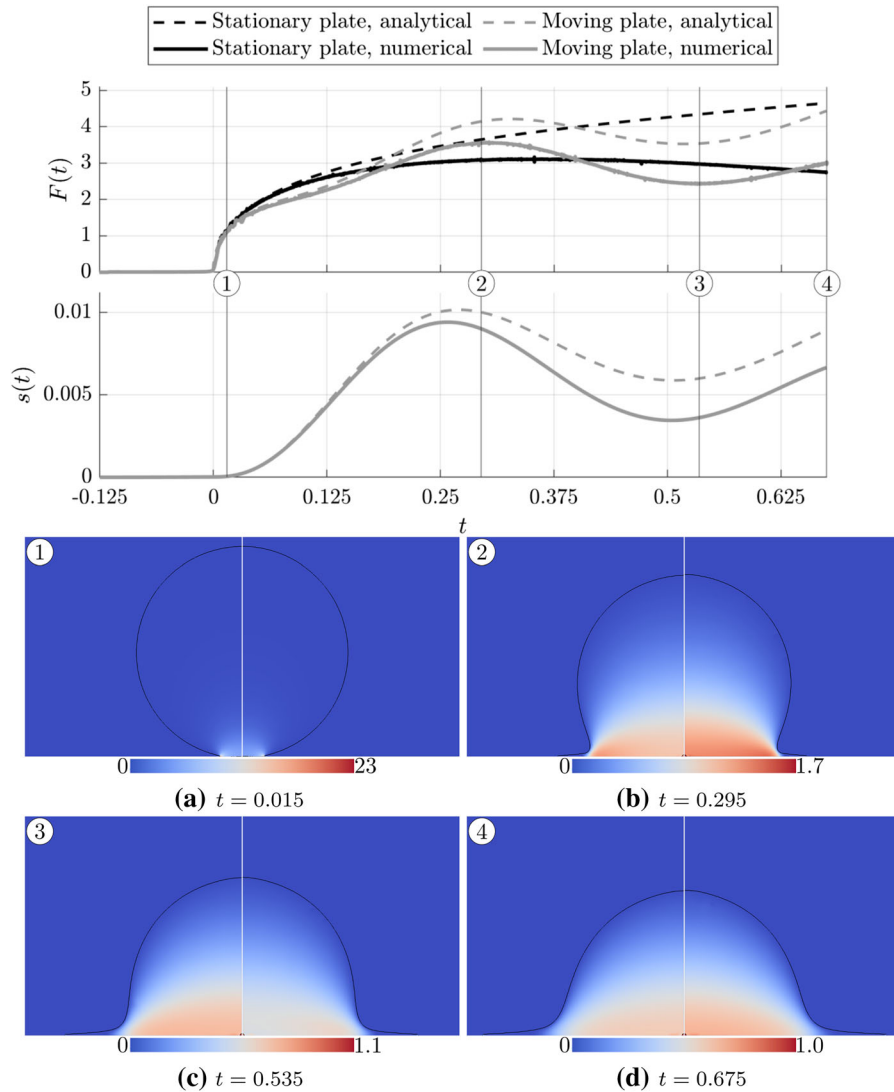 Stationary plate, analytical Moving plate, analytical
Stationary plate, numerical Moving plate, numerical
5
4
3
2
1
0
F(t)
1 2 3 4
0.01
0.005
0
s(t)
-0.125 0 0.125 0.25 0.375 0.5 0.625
t
1 2
0 23 0 1.7
(a) t = 0.015 (b) t = 0.295
3 4
0 1.1 0 1.0
(c) t = 0.535 (d) t = 0.675